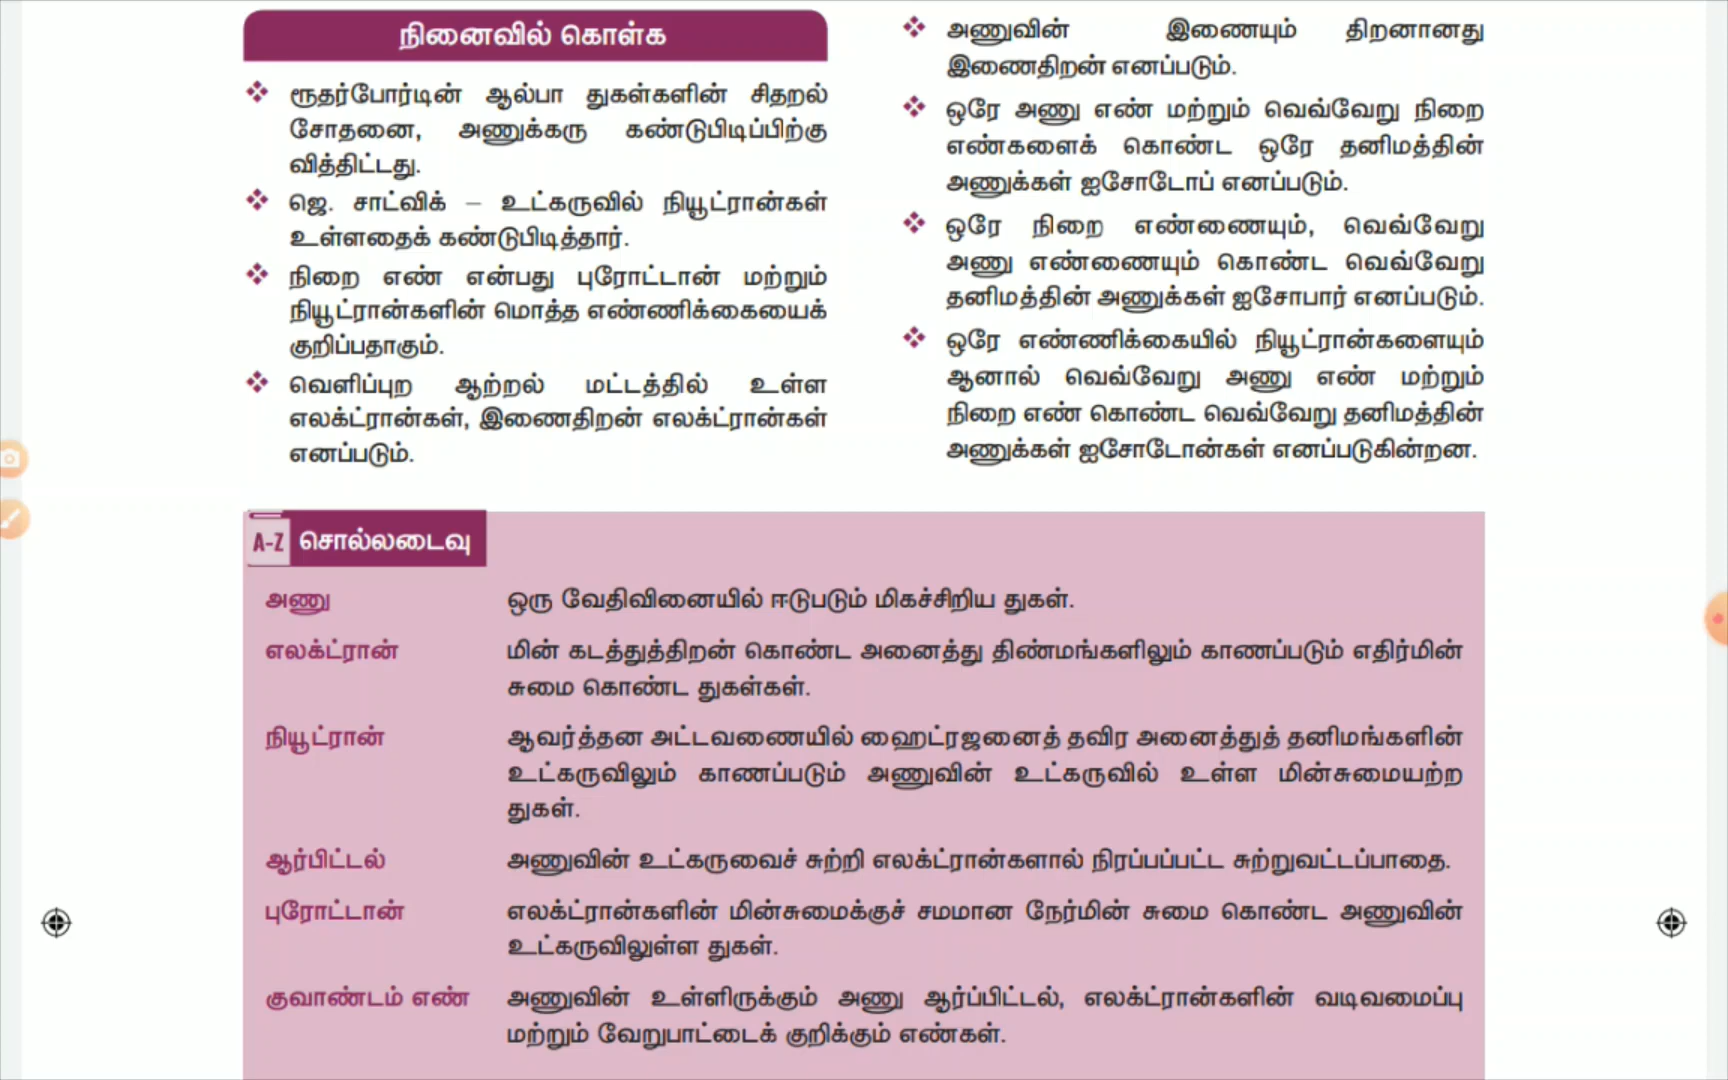 நினைவில் கொள்க
ரூதர்போர்டின் ஆல்பா துகள்களின் சிதறல்
சோதனை, அணுக்கரு கண்டுபிடிப்பிற்கு
வித்திட்டது.
ஜெ. சாட்விக் – உட்கருவில் நியூட்ரான்கள்
உள்ளதைக் கண்டுபிடித்தார்.
நிறை எண் என்பது புரோட்டான் மற்றும்
நியூட்ரான்களின் மொத்த எண்ணிக்கையைக்
குறிப்பதாகும்.
வெளிப்புற ஆற்றல் மட்டத்தில் உள்ள
எலக்ட்ரான்கள், இணைதிறன் எலக்ட்ரான்கள்
எனப்படும்.
அணுவின் இணையும் திறனானது
இணைதிறன் எனப்படும்.
ஒரே அணு எண் மற்றும் வெவ்வேறு நிறை
எண்களைக் கொண்ட ஒரே தனிமத்தின்
அணுக்கள் ஐசோடோப் எனப்படும்.
ஒரே நிறை எண்ணையும், வெவ்வேறு
அணு எண்ணையும் கொண்ட வெவ்வேறு
தனிமத்தின் அணுக்கள் ஐசோபார் எனப்படும்.
ஒரே எண்ணிக்கையில் நியூட்ரான்களையும்
ஆனால் வெவ்வேறு அணு எண் மற்றும்
நிறை எண் கொண்ட வெவ்வேறு தனிமத்தின்
அணுக்கள் ஐசோடோன்கள் எனப்படுகின்றன.
A-Z சொல்லடைவு
அணு ஒரு வேதிவினையில் ஈடுபடும் மிகச்சிறிய துகள்.
எலக்ட்ரான் மின் கடத்துத்திறன் கொண்ட அனைத்து திண்மங்களிலும் காணப்படும் எதிர்மின்
சுமை கொண்ட துகள்கள்.
நியூட்ரான் ஆவர்த்தன அட்டவணையில் ஹைட்ரஜனைத் தவிர அனைத்துத் தனிமங்களின்
உட்கருவிலும் காணப்படும் அணுவின் உட்கருவில் உள்ள மின்சுமையற்ற
துகள்.
ஆர்பிட்டல் அணுவின் உட்கருவைச் சுற்றி எலக்ட்ரான்களால் நிரப்பப்பட்ட சுற்றுவட்டப்பாதை.
புரோட்டான் எலக்ட்ரான்களின் மின்சுமைக்குச் சமமான நேர்மின் சுமை கொண்ட அணுவின்
உட்கருவிலுள்ள துகள்.
குவாண்டம் எண் அணுவின் உள்ளிருக்கும் அணு ஆர்ப்பிட்டல், எலக்ட்ரான்களின் வடிவமைப்பு
மற்றும் வேறுபாட்டைக் குறிக்கும் எண்கள்.